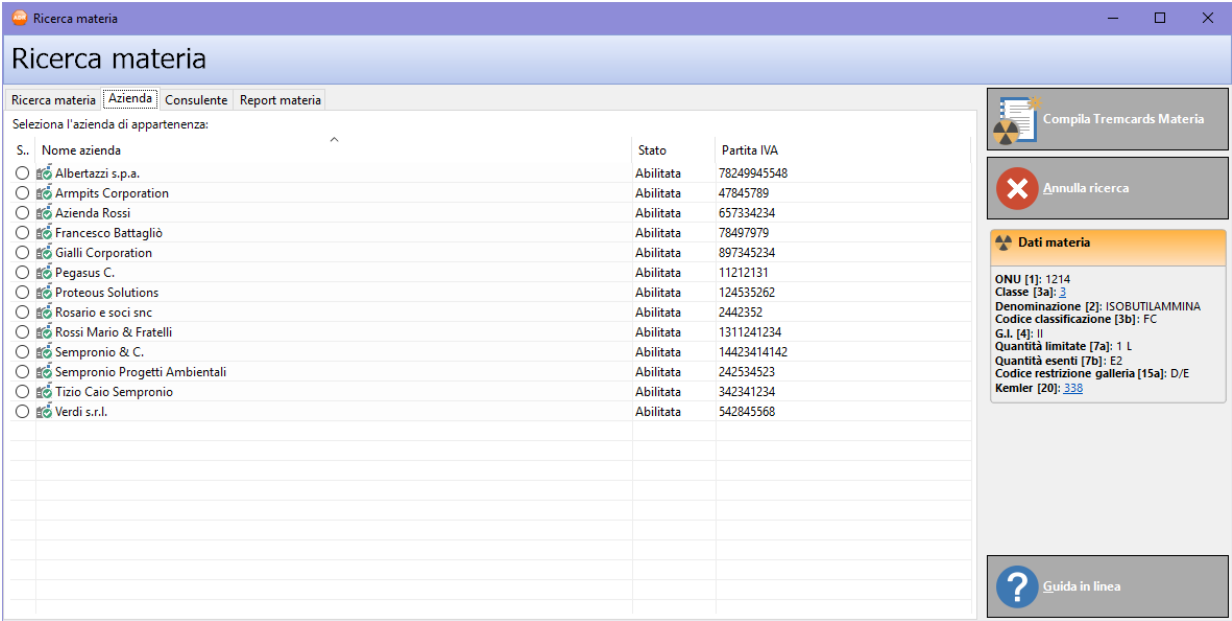 Ricerca materia
Ricerca materia
Ricerca materia Azienda Consulente Report materia
Seleziona l'azienda di appartenenza:
S.. Nome azienda Stato Partita IVA
Albertazzi s.p.a. Abilitata 78249945548
Armpits Corporation Abilitata 47845789
Azienda Rossi Abilitata 657334234
Francesco Battagliò Abilitata 78497979
Gialli Corporation Abilitata 897345234
Pegasus C. Abilitata 11212131
Proteous Solutions Abilitata 124535262
Rosario e soci snc Abilitata 2442352
Rossi Mario & Fratelli Abilitata 1311241234
Sempronio & C. Abilitata 14423414142
Sempronio Progetti Ambientali Abilitata 242534523
Tizio Caio Sempronio Abilitata 342341234
Verdi s.r.l. Abilitata 542845568
Compila Tremcards Materia
Annulla ricerca
Dati materia
ONU [1]: 1214
Classe [3a]: 3
Denominazione [2]: ISOBUTILAMMINA
Codice classificazione [3b]: FC
G.I. [4]: II
Quantità limitate [7a]: 1 L
Quantità esenti [7b]: E2
Codice restrizione galleria [15a]: D/E
Kemler [20]: 338
Guida in linea